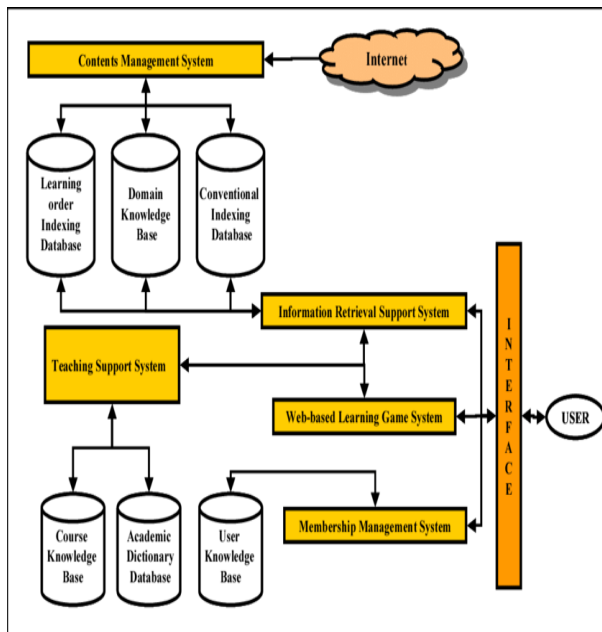 Contents Management System
Internet
Learning
order
Indexing
Database
Domain
Knowledge
Base
Conventional
Indexing
Database
Information Retrieval Support System
Teaching Support System
Web-based Learning Game System
INTERFACE
USER
Course
Knowledge
Base
Academic
Dictionary
Database
User
Knowledge
Base
Membership Management System